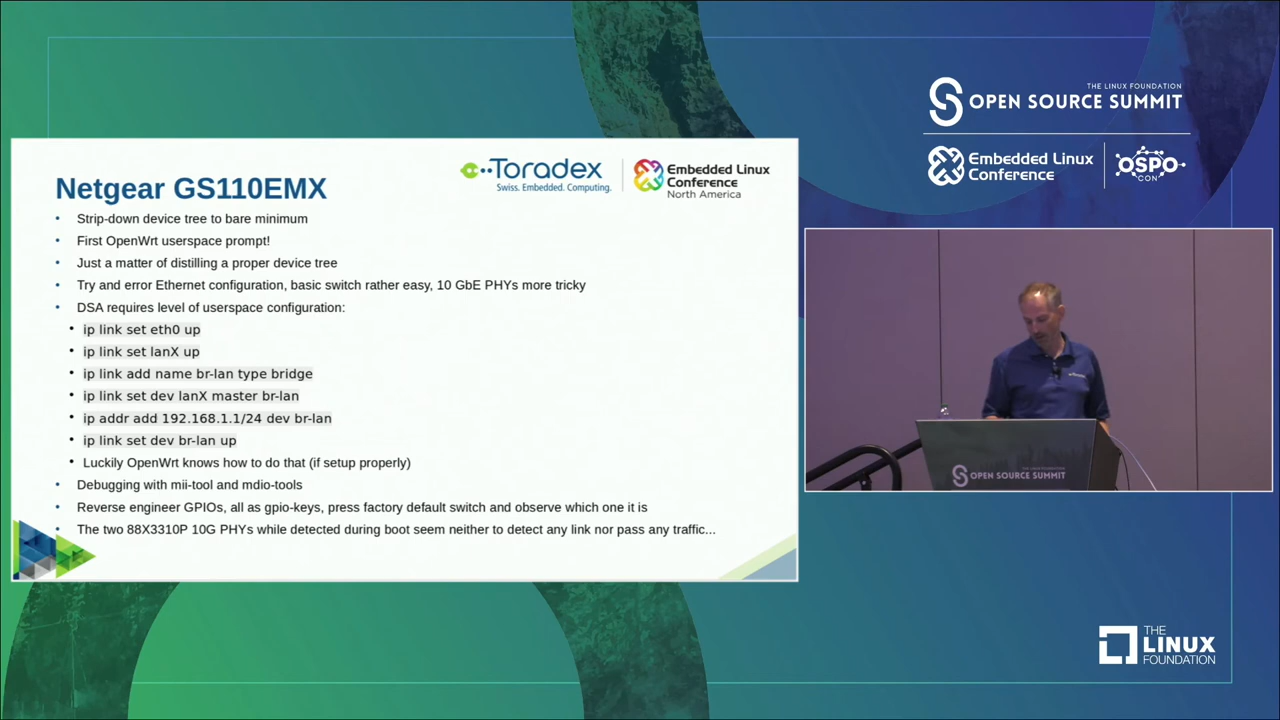 THE LINUX FOUNDATION
OPEN SOURCE SUMMIT
Embedded Linux
Conference
OSPO
CON
Toradex
Swiss. Embedded. Computing.
Embedded Linux
Conference
North America
Netgear GS110EMX
• Strip-down device tree to bare minimum
• First OpenWrt userspace prompt!
• Just a matter of distilling a proper device tree
• Try and error Ethernet configuration, basic switch rather easy, 10 GbE PHYs more tricky
• DSA requires level of userspace configuration:
• ip link set eth0 up
• ip link set lanX up
• ip link add name br-lan type bridge
• ip link set dev lanX master br-lan
• ip addr add 192.168.1.1/24 dev br-lan
• ip link set dev br-lan up
• Luckily OpenWrt knows how to do that (if setup properly)
• Debugging with mii-tool and mdio-tools
• Reverse engineer GPIOs, all as gpio-keys, press factory default switch and observe which one it is
• The two 88X3310P 10G PHYs while detected during boot seem neither to detect any link nor pass any traffic...
OPEN SOURCE SUMMIT
THE
LINUX
FOUNDATION